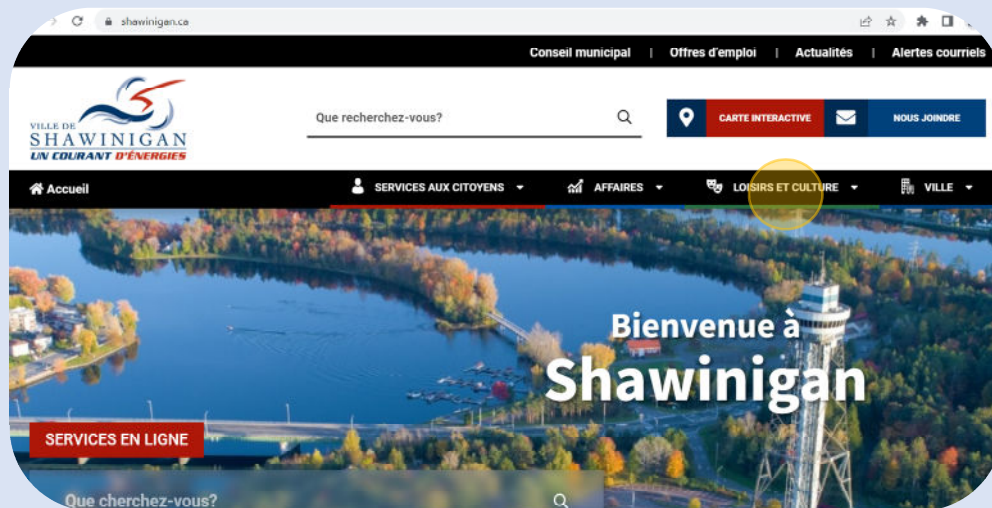 shawinigan.ca
Conseil municipal | Offres d'emploi | Actualités | Alertes courriels
VILLE DE
SHAWINIGAN
UN COURANT D'ÉNERGIES
Que recherchez-vous?
CARTE INTERACTIVE
NOUS JOINDRE
Accueil
SERVICES AUX CITOYENS
AFFAIRES
LOISIRS ET CULTURE
VILLE
Bienvenue à
Shawinigan
SERVICES EN LIGNE
Que cherchez-vous?